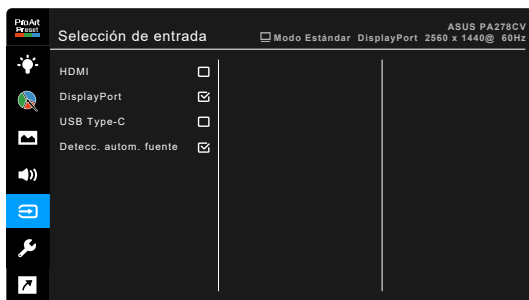 ProArt
Preset
Selección de entrada
ASUS PA278CV
Modo Estándar DisplayPort 2560 x 1440@ 60Hz
HDMI
DisplayPort
USB Type-C
Detecc. autom. fuente